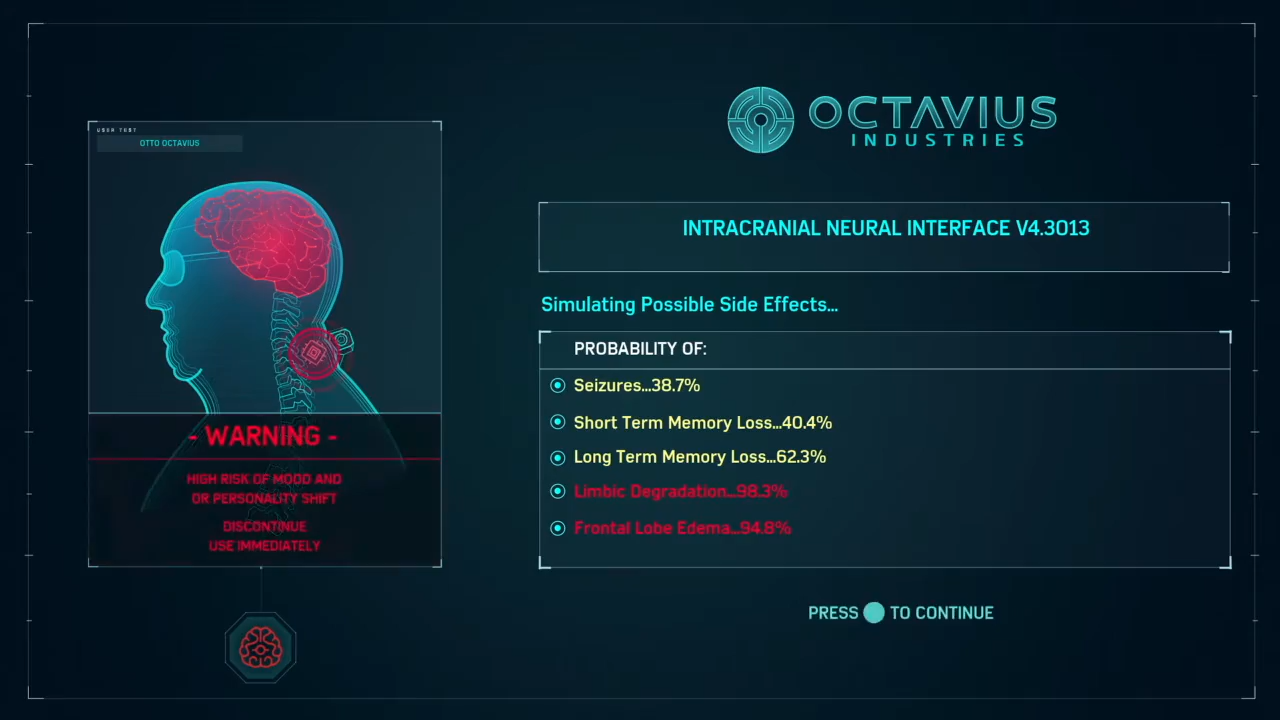 USER TEST
OTTO OCTAVIUS
- WARNING -
HIGH RISK OF MOOD AND
OR PERSONALITY SHIFT
DISCONTINUE
USE IMMEDIATELY
OCTAVIUS
INDUSTRIES
INTRACRANIAL NEURAL INTERFACE V4.3013
Simulating Possible Side Effects...
PROBABILITY OF:
Seizures...38.7%
Short Term Memory Loss...40.4%
Long Term Memory Loss...62.3%
Limbic Degradation...98.3%
Frontal Lobe Edema...94.8%
PRESS TO CONTINUE